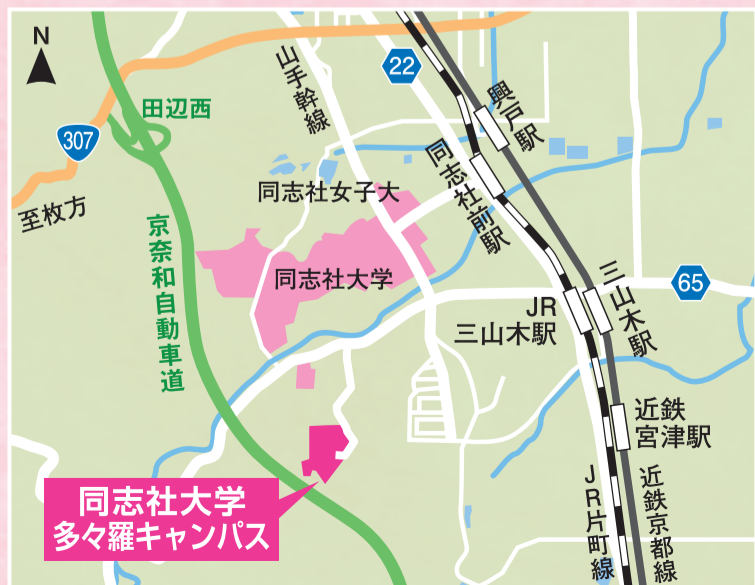 N
307
田辺西
至枚方
京奈和自動車道
山手幹線
22
興戸駅
同志社前駅
同志社女子大
同志社大学
65
三山木駅
JR
三山木駅
近鉄
宮津駅
JR片町線
近鉄京都線
同志社大学
多々羅キャンパス